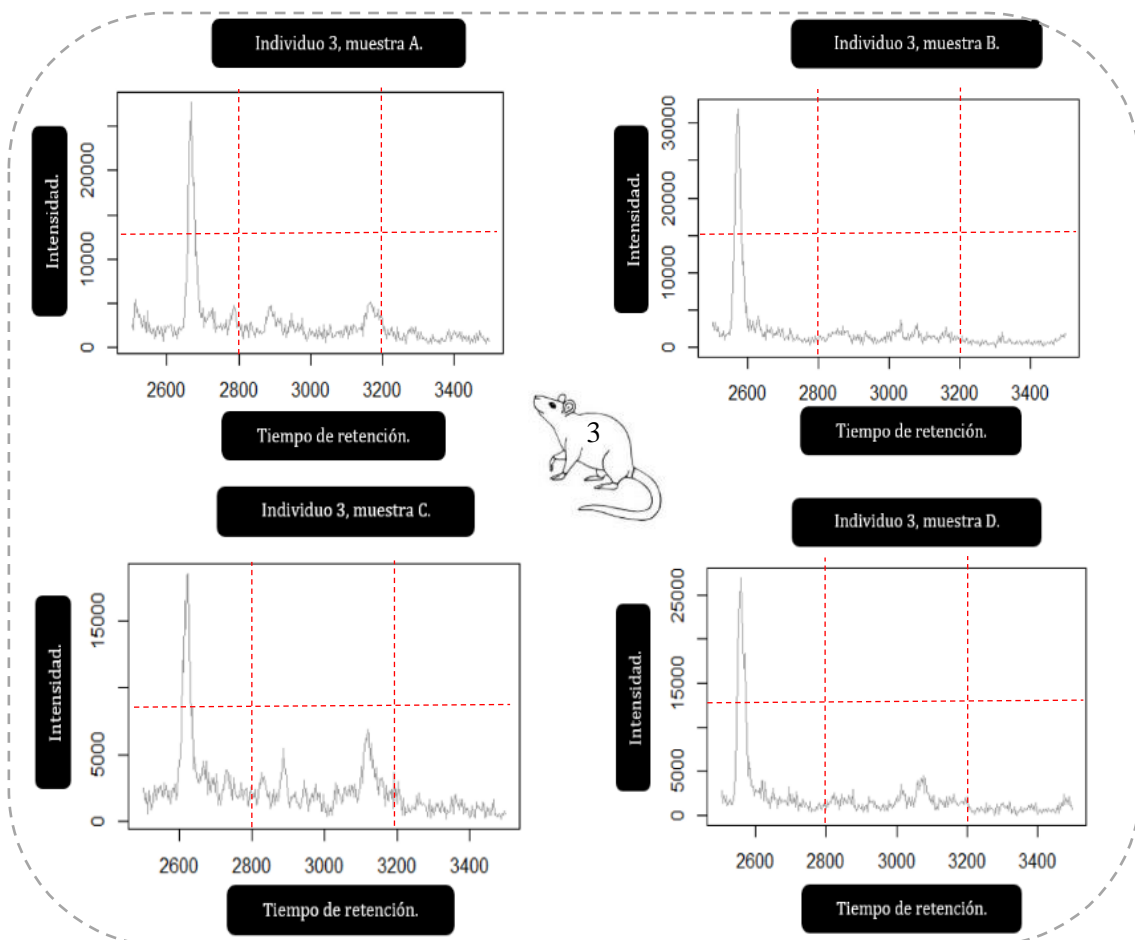 Individuo 3, muestra A.
Intensidad.
20000
10000
0
2600 2800 3000 3200 3400
Tiempo de retención.
Individuo 3, muestra B.
Intensidad.
30000
20000
10000
0
2600 2800 3000 3200 3400
Tiempo de retención.
3
Individuo 3, muestra C.
Intensidad.
15000
5000
0
2600 2800 3000 3200 3400
Tiempo de retención.
Individuo 3, muestra D.
Intensidad.
25000
15000
5000
0
2600 2800 3000 3200 3400
Tiempo de retención.